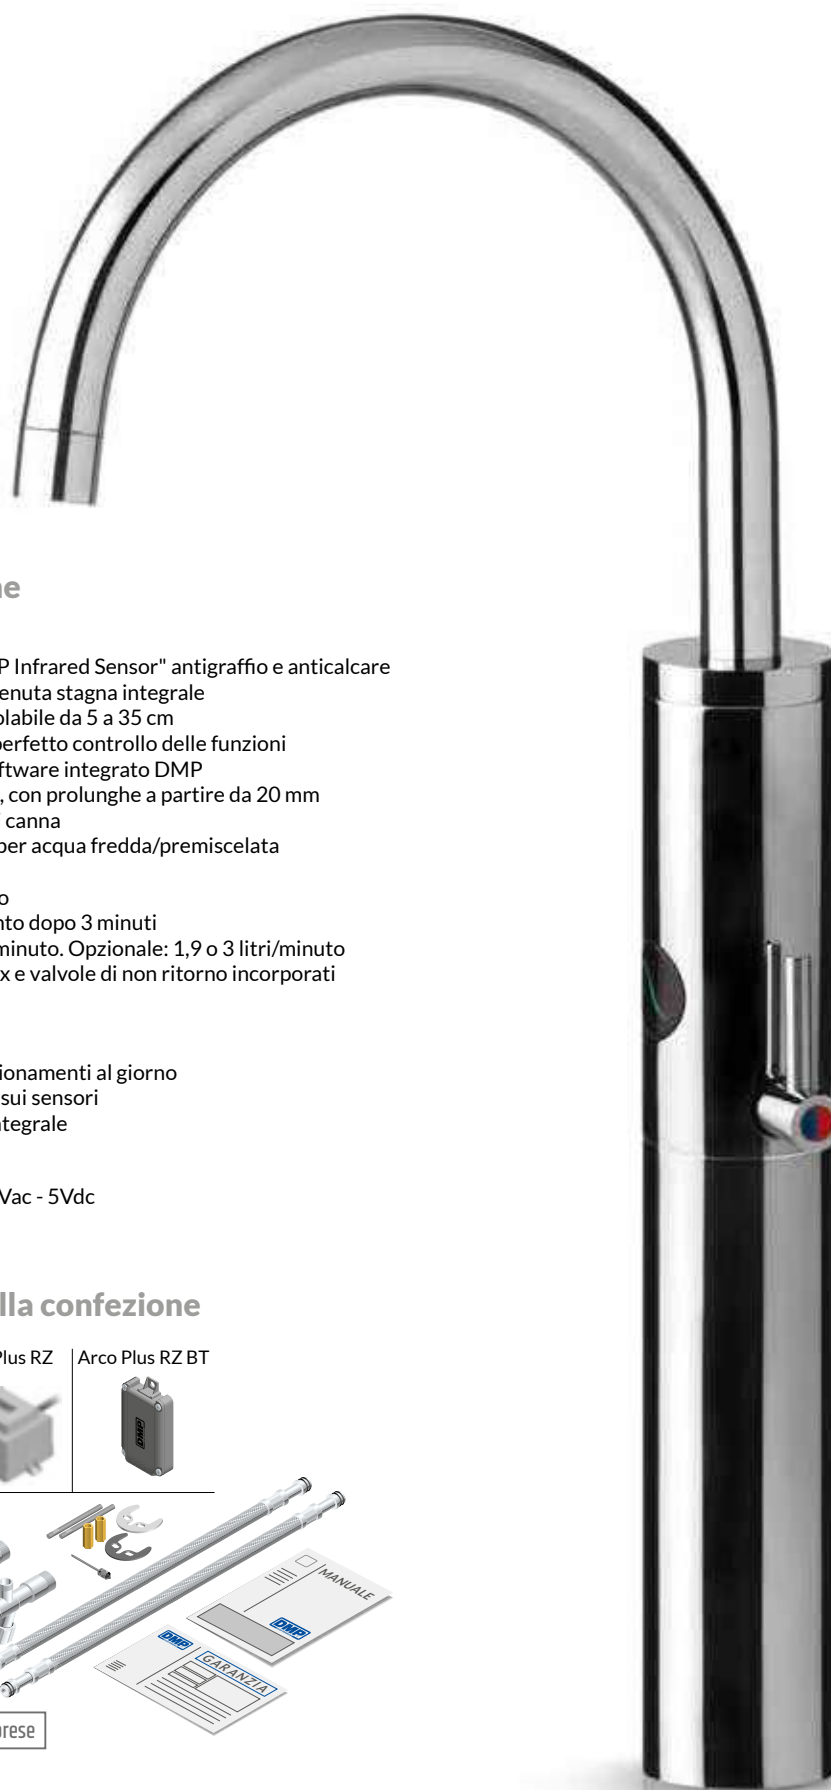 ne
P Infrared Sensor" antigraffio e anticalcare
enuta stagna integrale
olabile da 5 a 35 cm
perfetto controllo delle funzioni
ftware integrato DMP
, con prolunghe a partire da 20 mm
i canna
per acqua fredda/premiscelata
o
nto dopo 3 minuti
minuto. Opzionale: 1,9 o 3 litri/minuto
x e valvole di non ritorno incorporati
ionamenti al giorno
sui sensori
ntegrale
Vac - 5Vdc
lla confezione
Plus RZ
Arco Plus RZ BT
DMP
MANUALE
DMP
DMP
GARANZIA
prese